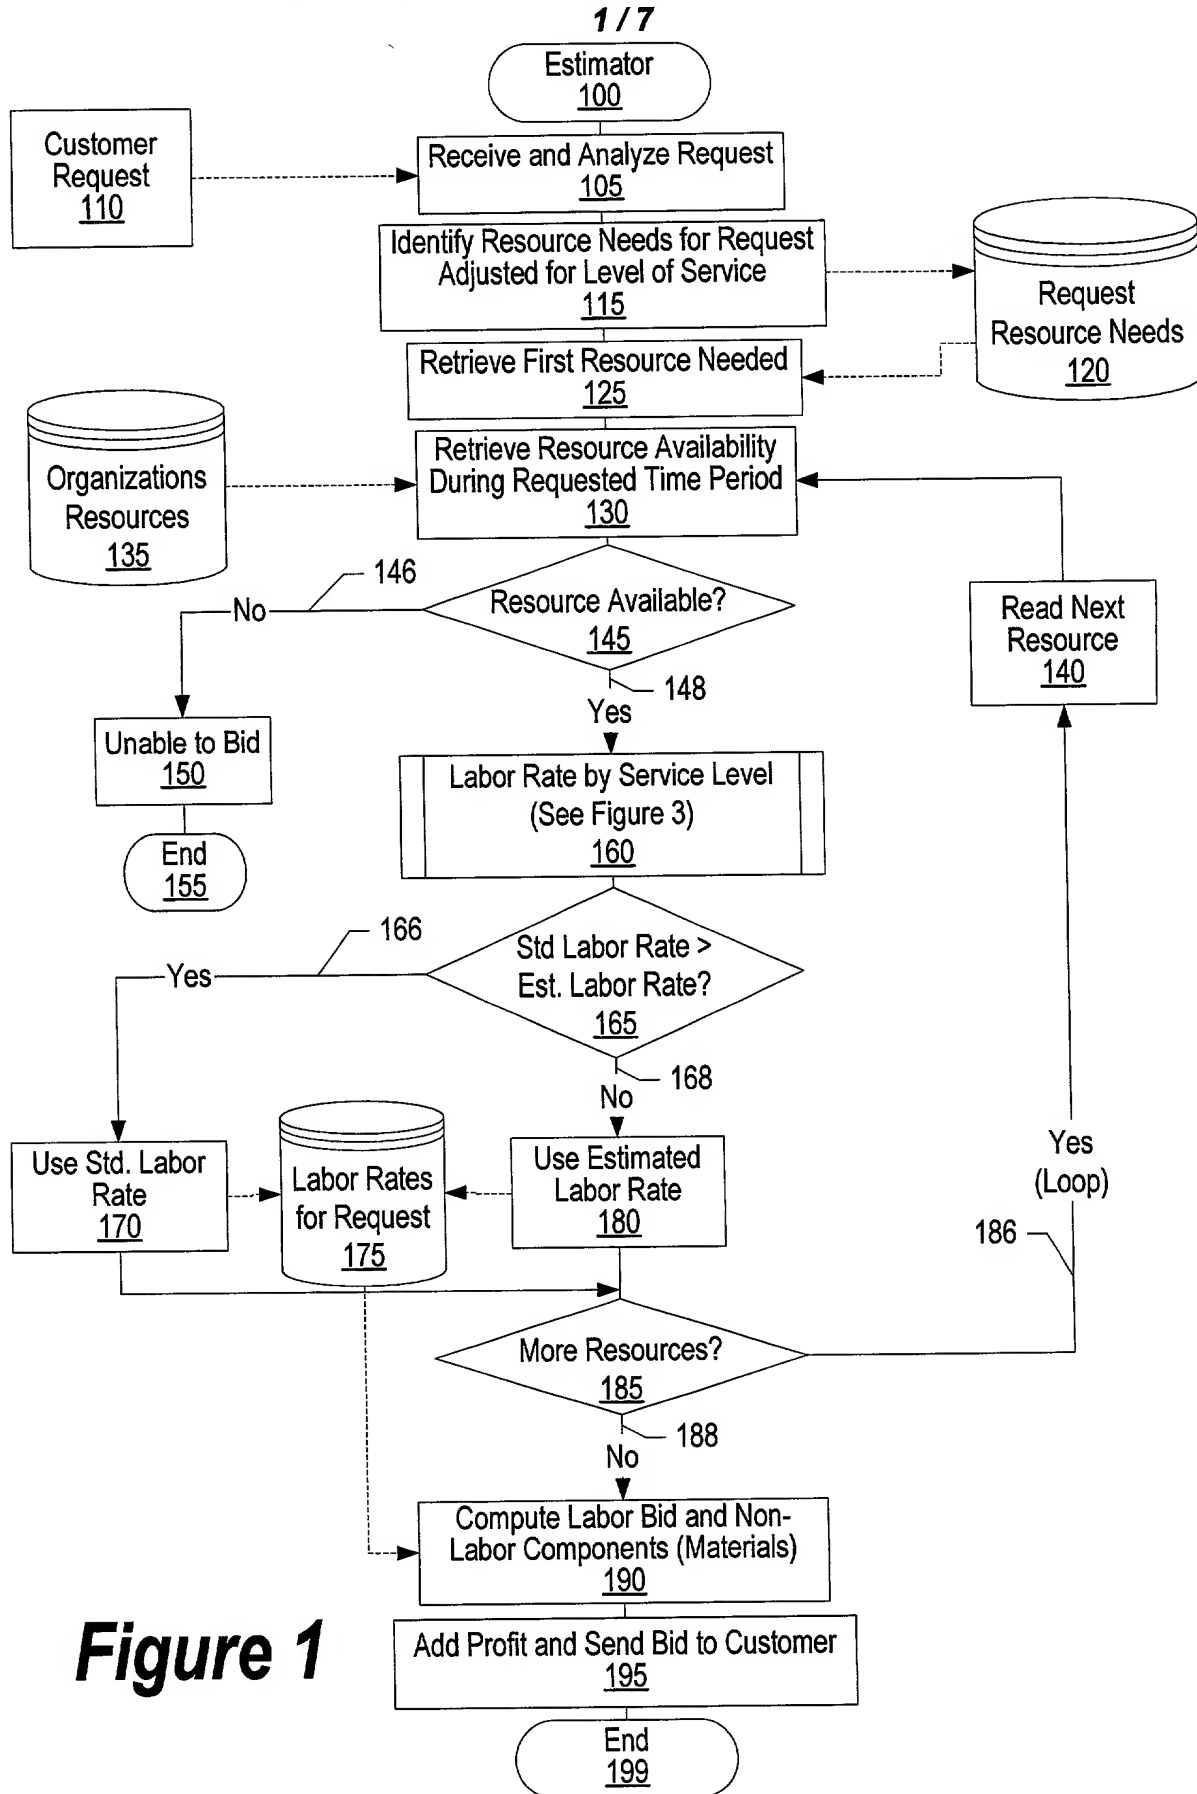 1 / 7
Estimator
100
Customer
Request
110
Receive and Analyze Request
105
Identify Resource Needs for Request
Adjusted for Level of Service
115
Request
Resource Needs
120
Retrieve First Resource Needed
125
Organizations
Resources
135
Retrieve Resource Availability
During Requested Time Period
130
146
No
Resource Available?
145
148
Yes
Read Next
Resource
140
Unable to Bid
150
End
155
Labor Rate by Service Level
(See Figure 3)
160
166
Yes
Std Labor Rate >
Est. Labor Rate?
165
168
No
Use Std. Labor
Rate
170
Labor Rates
for Request
175
Use Estimated
Labor Rate
180
Yes
(Loop)
186
More Resources?
185
188
No
Compute Labor Bid and Non-
Labor Components (Materials)
190
Figure 1
Add Profit and Send Bid to Customer
195
End
199